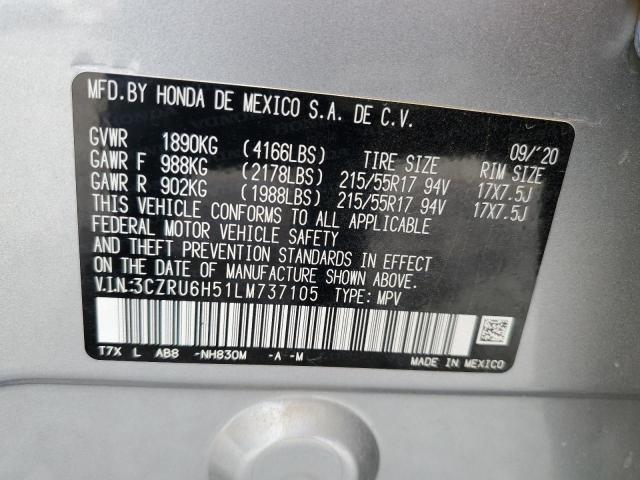 MFD.BY HONDA DE MEXICO S.A. DE C.V.
09/'20
GVWR 1890KG (4166LBS) TIRE SIZE RIM SIZE
GAWR F 988KG (2178LBS) 215/55R17 94V 17X7.5J
GAWR R 902KG (1988LBS) 215/55R17 94V 17X7.5J
THIS VEHICLE CONFORMS TO ALL APPLICABLE
FEDERAL MOTOR VEHICLE SAFETY
AND THEFT PREVENTION STANDARDS IN EFFECT
ON THE DATE OF MANUFACTURE SHOWN ABOVE.
V.I.N:3CZRU6H51LM737105 TYPE: MPV
T7X L AB8 -NH830M -A -M
MADE IN MEXICO